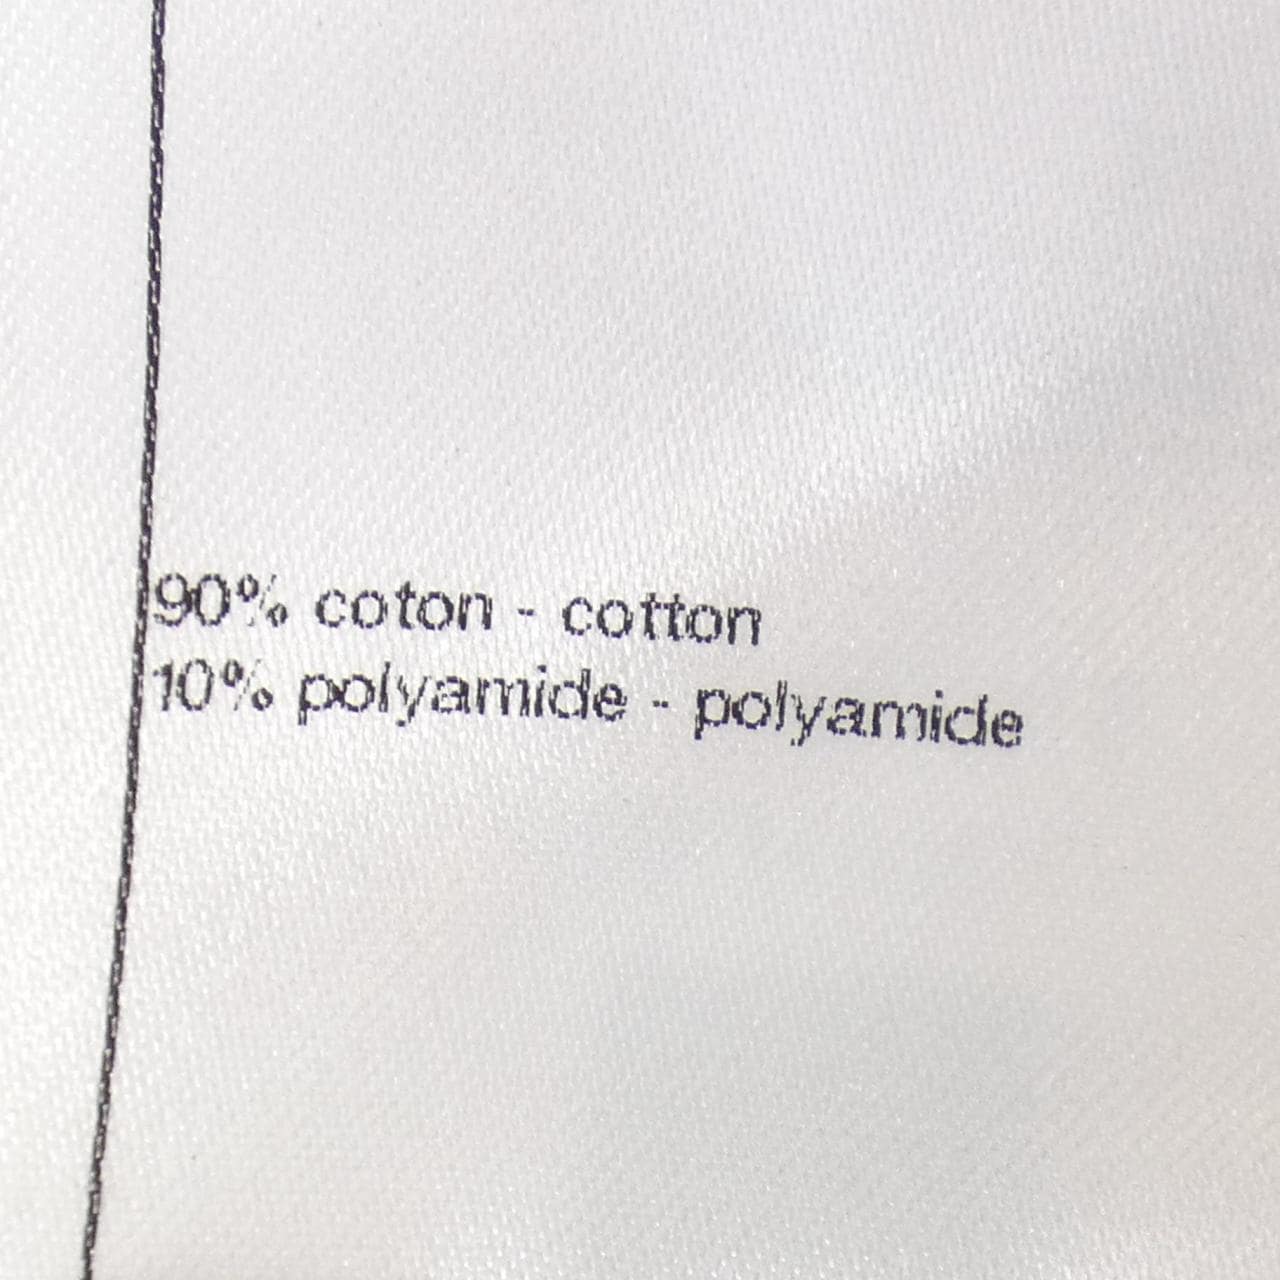 90% coton - cotton
10% polyamide - polyamide